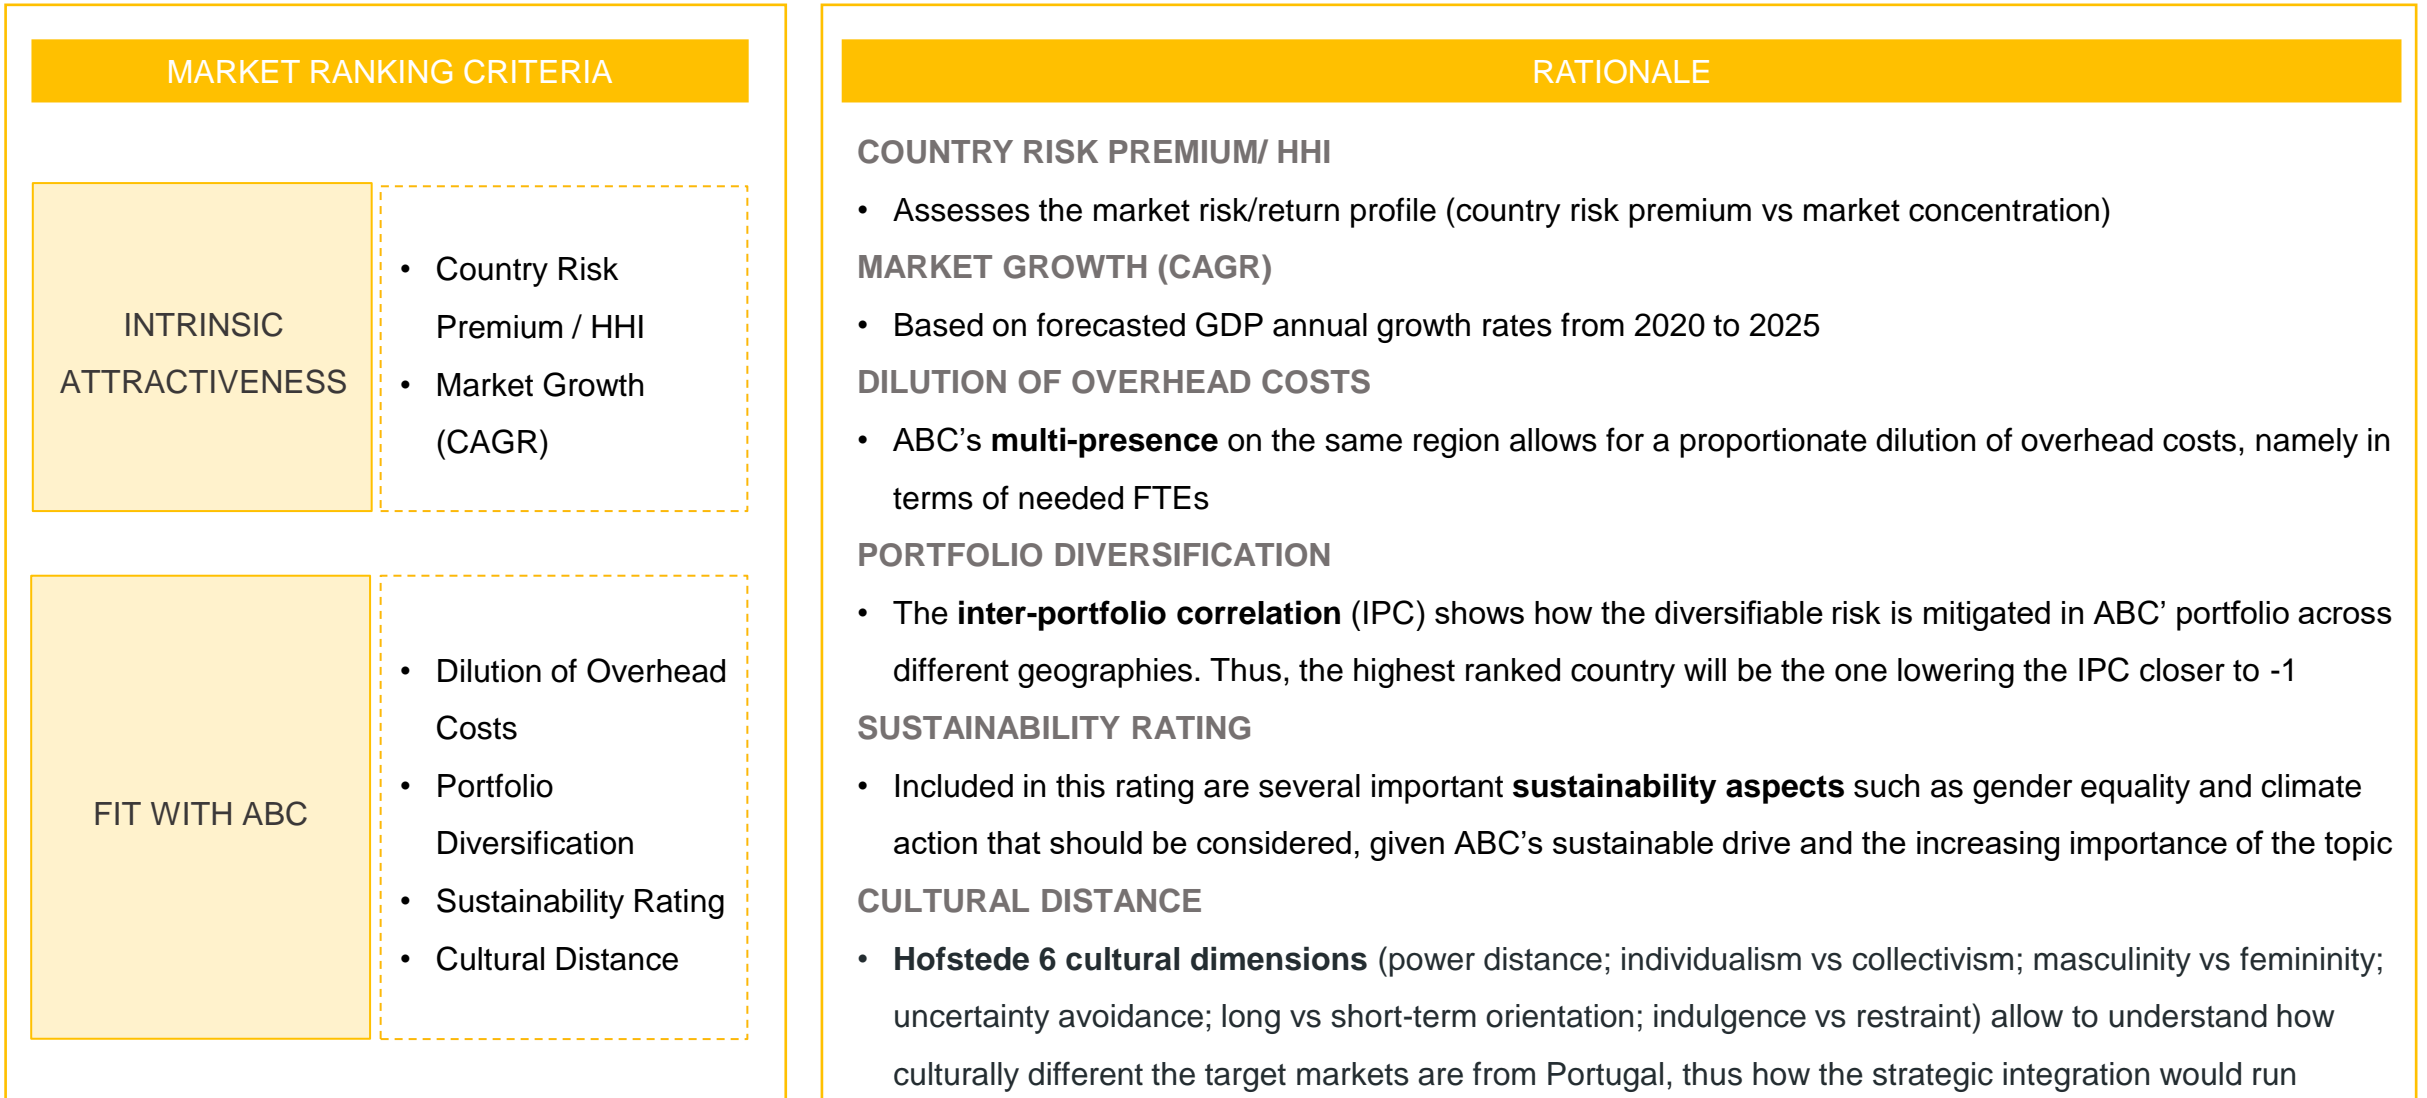 MARKET RANKING CRITERIA
INTRINSIC
ATTRACTIVENESS
• Country Risk
Premium / HHI
• Market Growth
(CAGR)
FIT WITH ABC
• Dilution of Overhead
Costs
• Portfolio
Diversification
• Sustainability Rating
• Cultural Distance
RATIONALE
COUNTRY RISK PREMIUM/ HHI
• Assesses the market risk/return profile (country risk premium vs market concentration)
MARKET GROWTH (CAGR)
• Based on forecasted GDP annual growth rates from 2020 to 2025
DILUTION OF OVERHEAD COSTS
• ABC’s multi-presence on the same region allows for a proportionate dilution of overhead costs, namely in
terms of needed FTEs
PORTFOLIO DIVERSIFICATION
• The inter-portfolio correlation (IPC) shows how the diversifiable risk is mitigated in ABC’ portfolio across
different geographies. Thus, the highest ranked country will be the one lowering the IPC closer to -1
SUSTAINABILITY RATING
• Included in this rating are several important sustainability aspects such as gender equality and climate
action that should be considered, given ABC’s sustainable drive and the increasing importance of the topic
CULTURAL DISTANCE
• Hofstede 6 cultural dimensions (power distance; individualism vs collectivism; masculinity vs femininity;
uncertainty avoidance; long vs short-term orientation; indulgence vs restraint) allow to understand how
culturally different the target markets are from Portugal, thus how the strategic integration would run